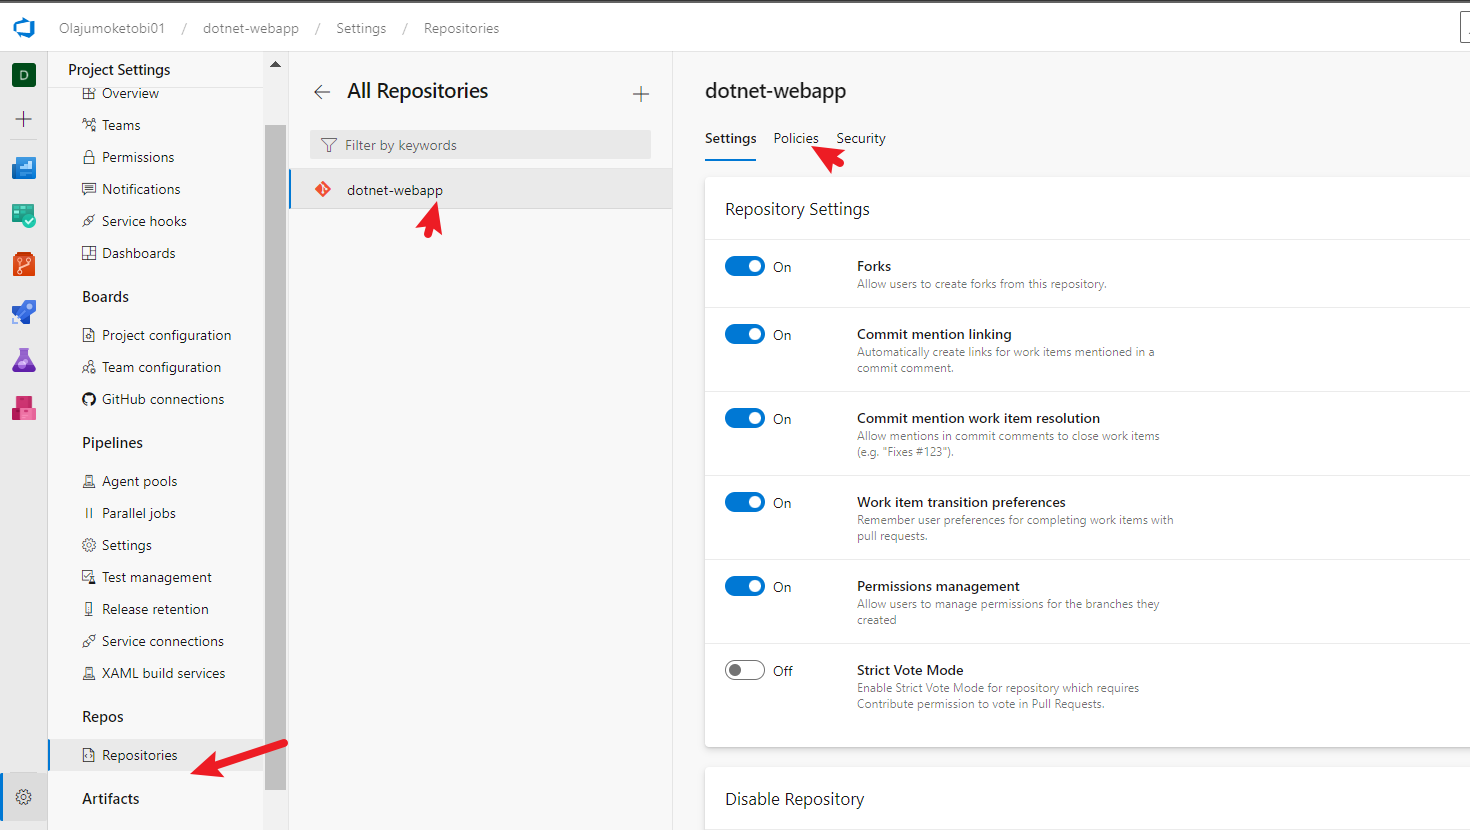 Olajumoketobi01 / dotnet-webapp / Settings / Repositories
D
Project Settings
Overview
Teams
Permissions
Notifications
Service hooks
Dashboards
Boards
Project configuration
Team configuration
GitHub connections
Pipelines
Agent pools
Parallel jobs
Settings
Test management
Release retention
Service connections
XAML build services
Repos
Repositories
Artifacts
All Repositories
Filter by keywords
dotnet-webapp
dotnet-webapp
Settings Policies Security
Repository Settings
On Forks
Allow users to create forks from this repository.
On Commit mention linking
Automatically create links for work items mentioned in a
commit comment.
On Commit mention work item resolution
Allow mentions in commit comments to close work items
(e.g. "Fixes #123").
On Work item transition preferences
Remember user preferences for completing work items with
pull requests.
On Permissions management
Allow users to manage permissions for the branches they
created
Off Strict Vote Mode
Enable Strict Vote Mode for repository which requires
Contribute permission to vote in Pull Requests.
Disable Repository